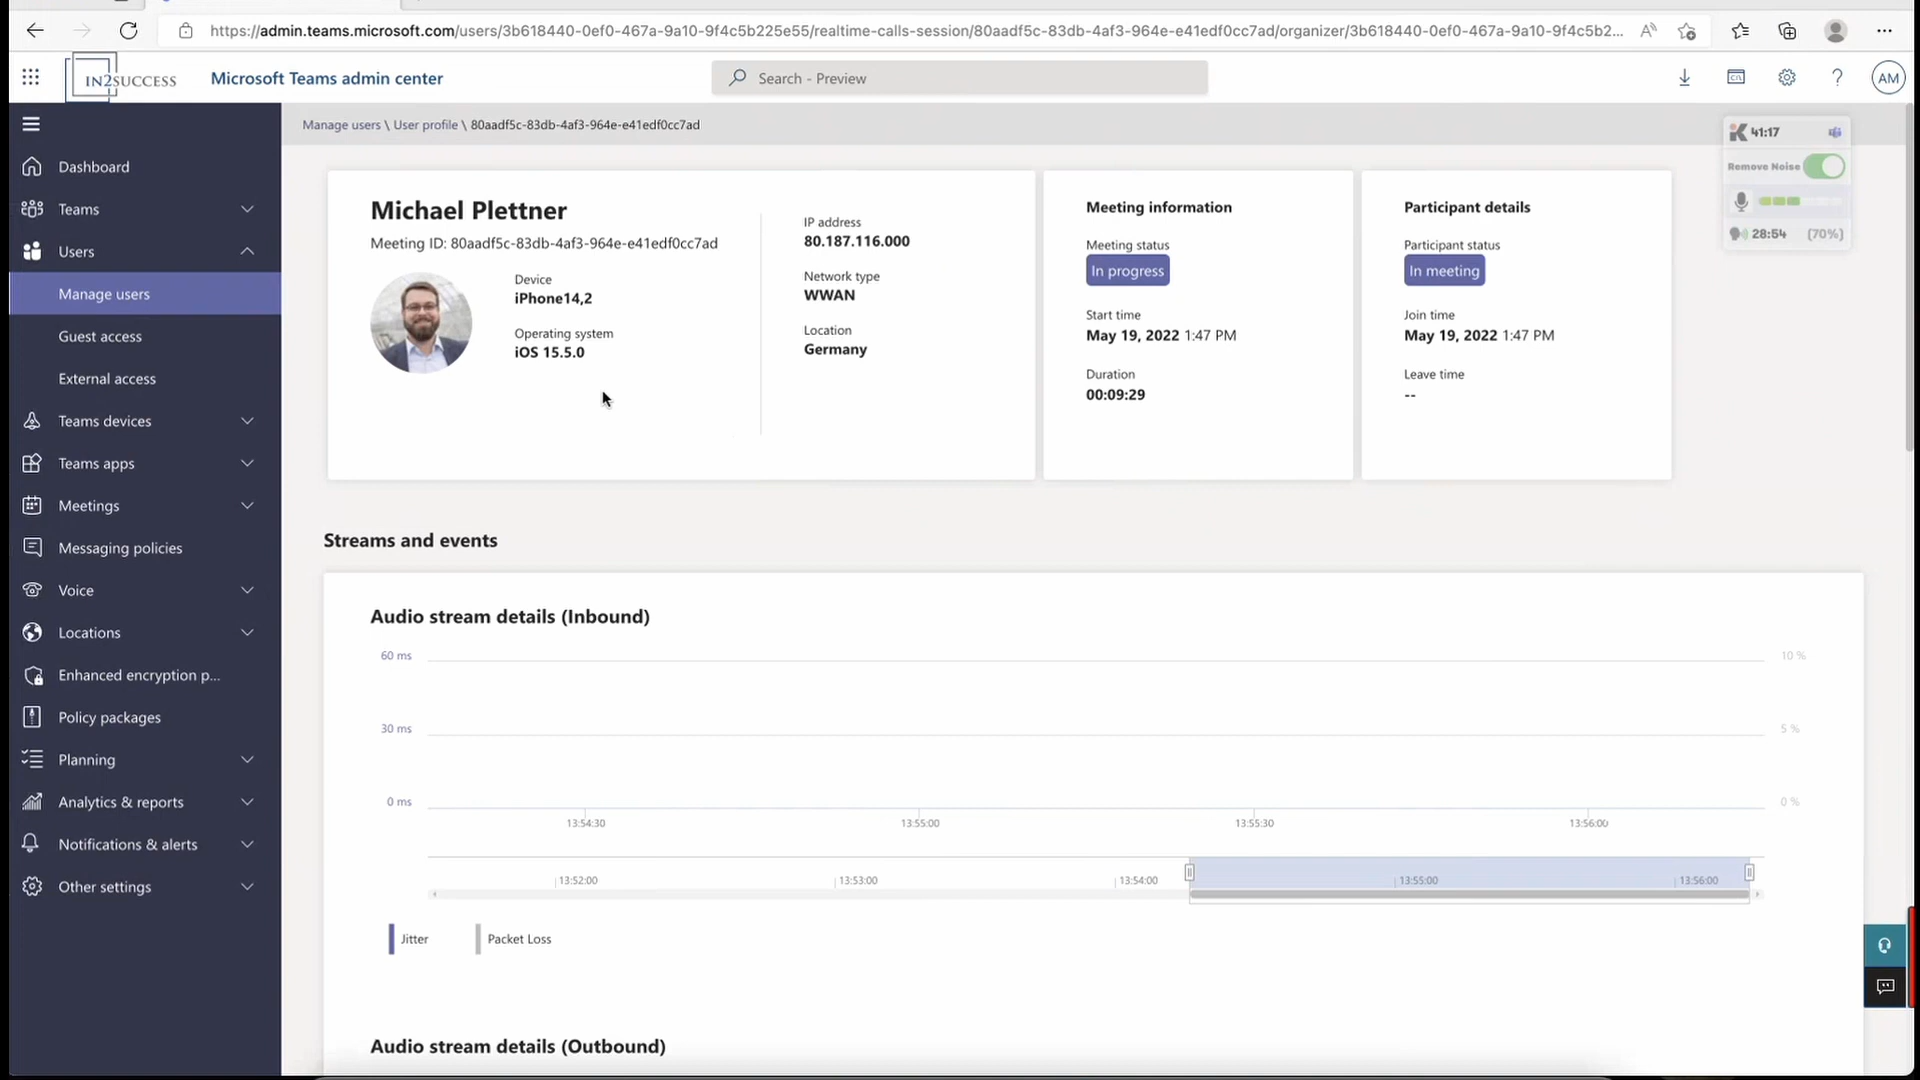 https://admin.teams.microsoft.com/users/3b618440-0ef0-467a-9a10-9f4c5b225e55/realtime-calls-session/80aadf5c-83db-4af3-964e-e41edf0cc7ad/organizer/3b618440-0ef0-467a-9a10-9f4c5b2...
IN2SUCCESS
Microsoft Teams admin center
Search - Preview
AM
Manage users \ User profile \ 80aadf5c-83db-4af3-964e-e41edf0cc7ad
41:17
Remove Noise
28:54 (70%)
Dashboard
Teams
Users
Manage users
Guest access
External access
Teams devices
Teams apps
Meetings
Messaging policies
Voice
Locations
Enhanced encryption p...
Policy packages
Planning
Analytics & reports
Notifications & alerts
Other settings
Michael Plettner
Meeting ID: 80aadf5c-83db-4af3-964e-e41edf0cc7ad
Device
iPhone14,2
Operating system
iOS 15.5.0
IP address
80.187.116.000
Network type
WWAN
Location
Germany
Meeting information
Meeting status
In progress
Start time
May 19, 2022 1:47 PM
Duration
00:09:29
Participant details
Participant status
In meeting
Join time
May 19, 2022 1:47 PM
Leave time
--
Streams and events
Audio stream details (Inbound)
60 ms 10 %
30 ms 5 %
0 ms 0 %
13:54:30 13:55:00 13:55:30 13:56:00
13:52:00 13:53:00 13:54:00 13:55:00 13:56:00
Jitter Packet Loss
Audio stream details (Outbound)